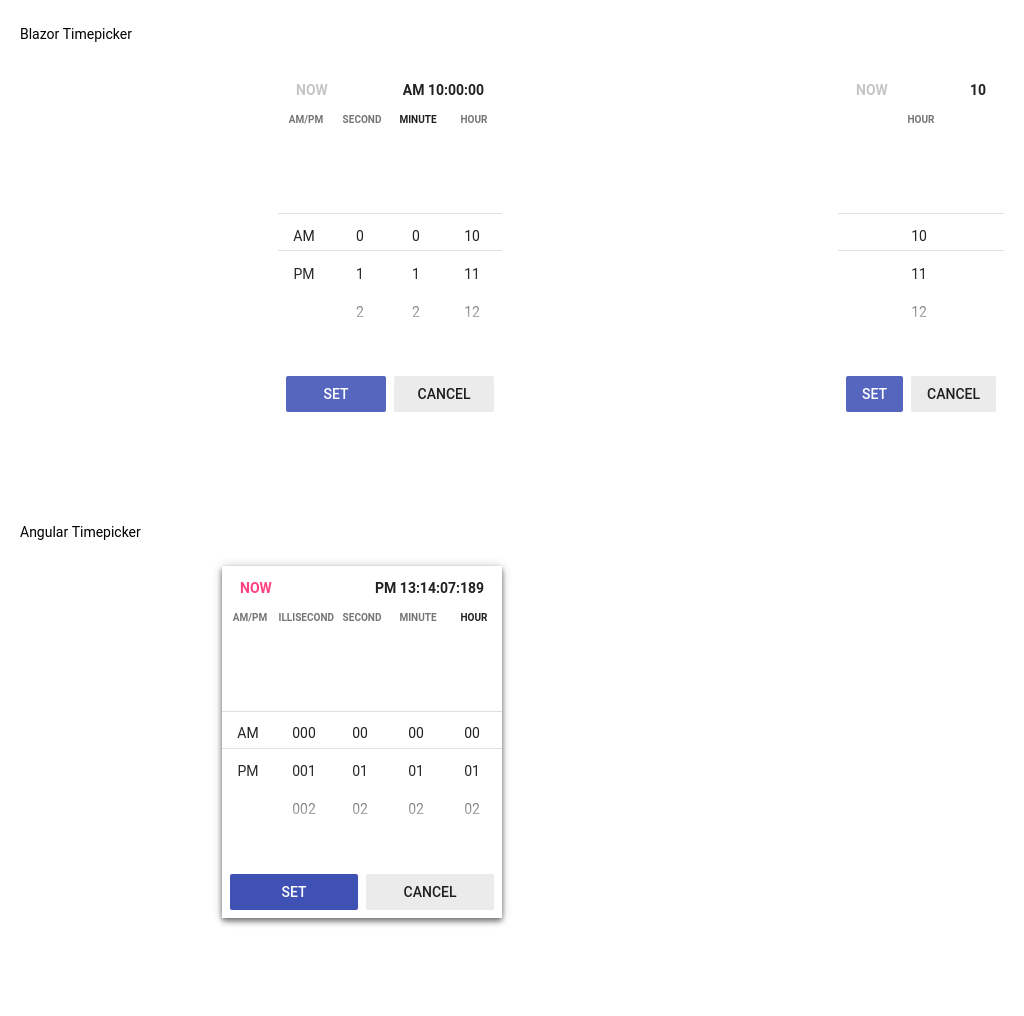 Blazor Timepicker
NOW AM 10:00:00
AM/PM SECOND MINUTE HOUR
AM 0 0 10
PM 1 1 11
2 2 12
SET CANCEL
NOW 10
HOUR
10
11
12
SET CANCEL
Angular Timepicker
NOW PM 13:14:07:189
AM/PM ILLISECOND SECOND MINUTE HOUR
AM 000 00 00 00
PM 001 01 01 01
002 02 02 02
SET CANCEL